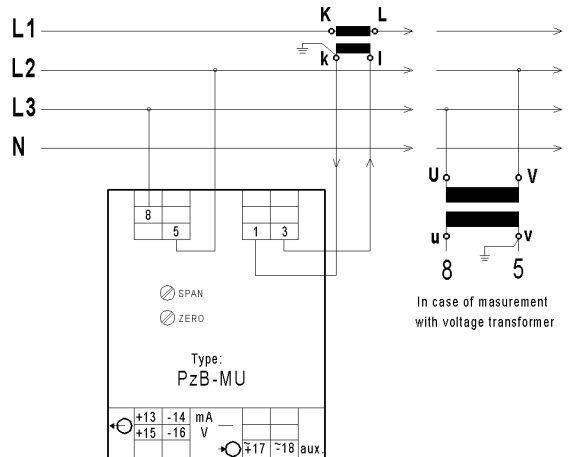 K L
L1
k l
L2
L3
N
U V
8
5 1 3
u v
8 5
SPAN
ZERO
In case of masurement
with voltage transformer
Type:
PzB-MU
+13 -14 mA
+15 -16 V
+17 ~18 aux.